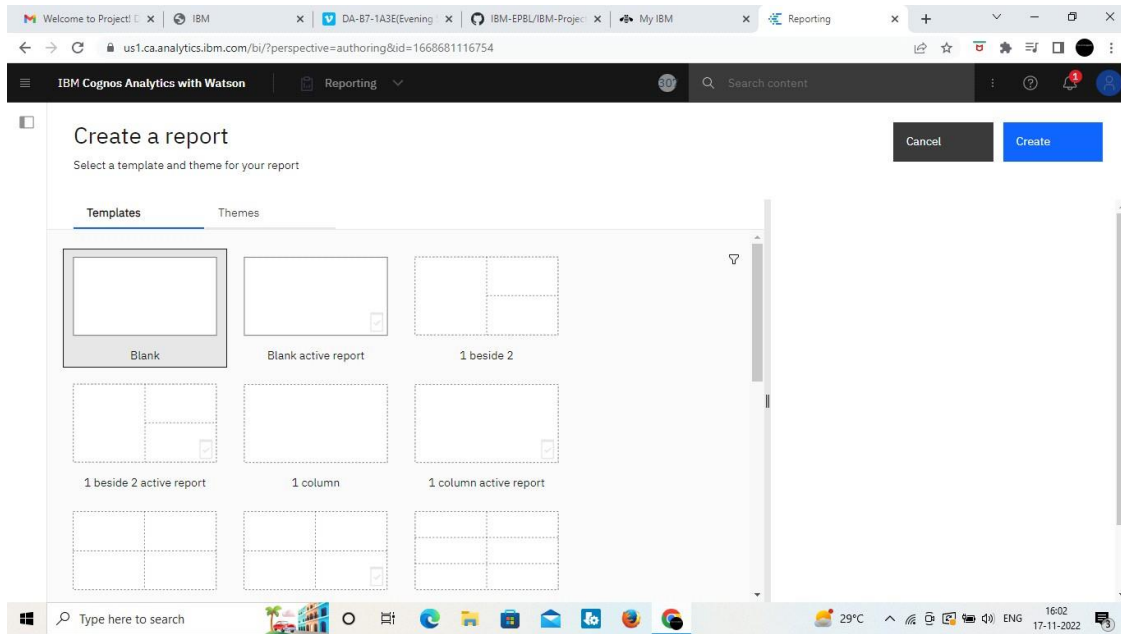 Welcome to Project! D
IBM
DA-B7-1A3E(Evening
IBM-EPBL/IBM-Projec
My IBM
Reporting
us1.ca.analytics.ibm.com/bi/?perspective=authoring&id=1668681116754
IBM Cognos Analytics with Watson
Reporting
Search content
1
Create a report
Cancel
Create
Select a template and theme for your report
Templates Themes
Blank Blank active report 1 beside 2
1 beside 2 active report 1 column 1 column active report
Type here to search
29°C
ENG
16:02
17-11-2022
3